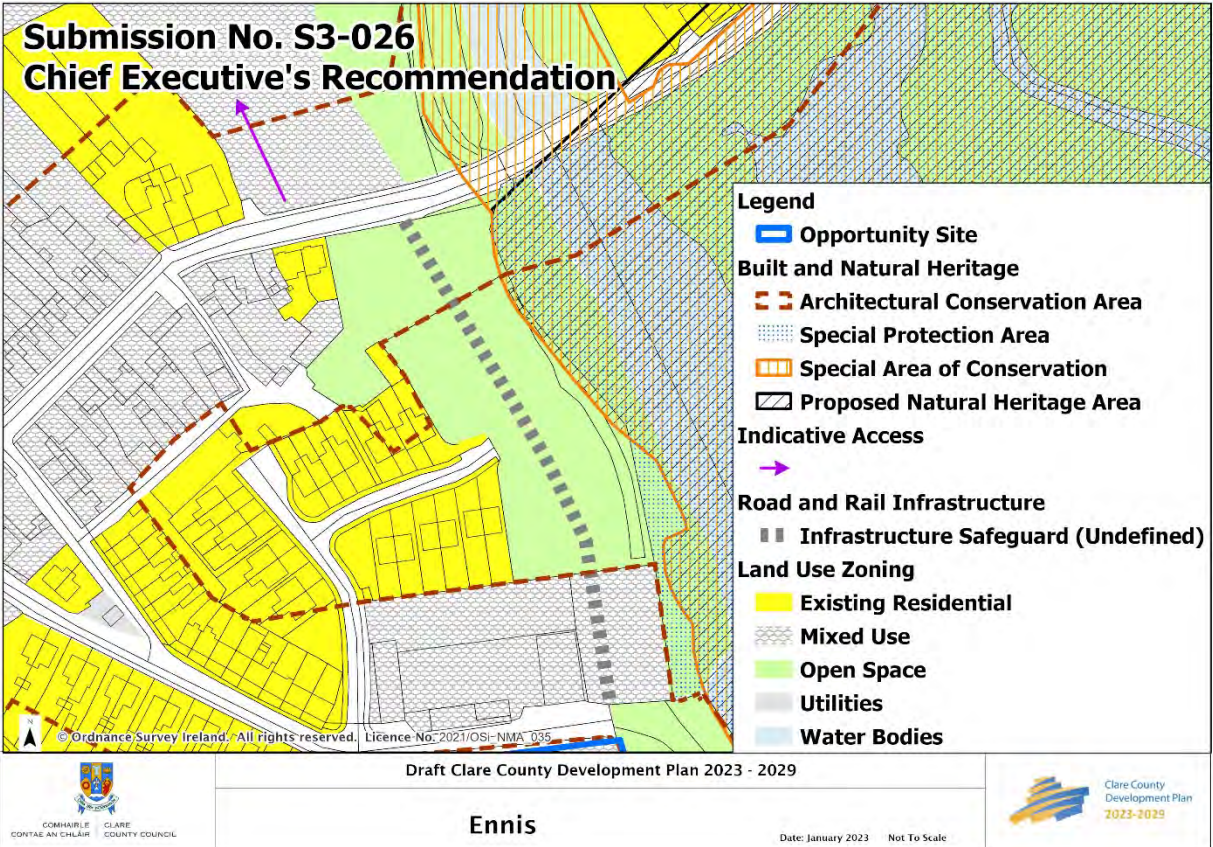 Submission No. S3-026
Chief Executive's Recommendation
Legend
Opportunity Site
Built and Natural Heritage
Architectural Conservation Area
Special Protection Area
Special Area of Conservation
Proposed Natural Heritage Area
Indicative Access
Road and Rail Infrastructure
Infrastructure Safeguard (Undefined)
Land Use Zoning
Existing Residential
Mixed Use
Open Space
Utilities
Water Bodies
N
© Ordnance Survey Ireland. All rights reserved. Licence No. 2021/OSi_NMA_035
Draft Clare County Development Plan 2023 - 2029
Ennis
Date: January 2023 Not To Scale
COMHAIRLE CLARE
CONTAE AN CHLÁIR COUNTY COUNCIL
Clare County
Development Plan
2023-2029